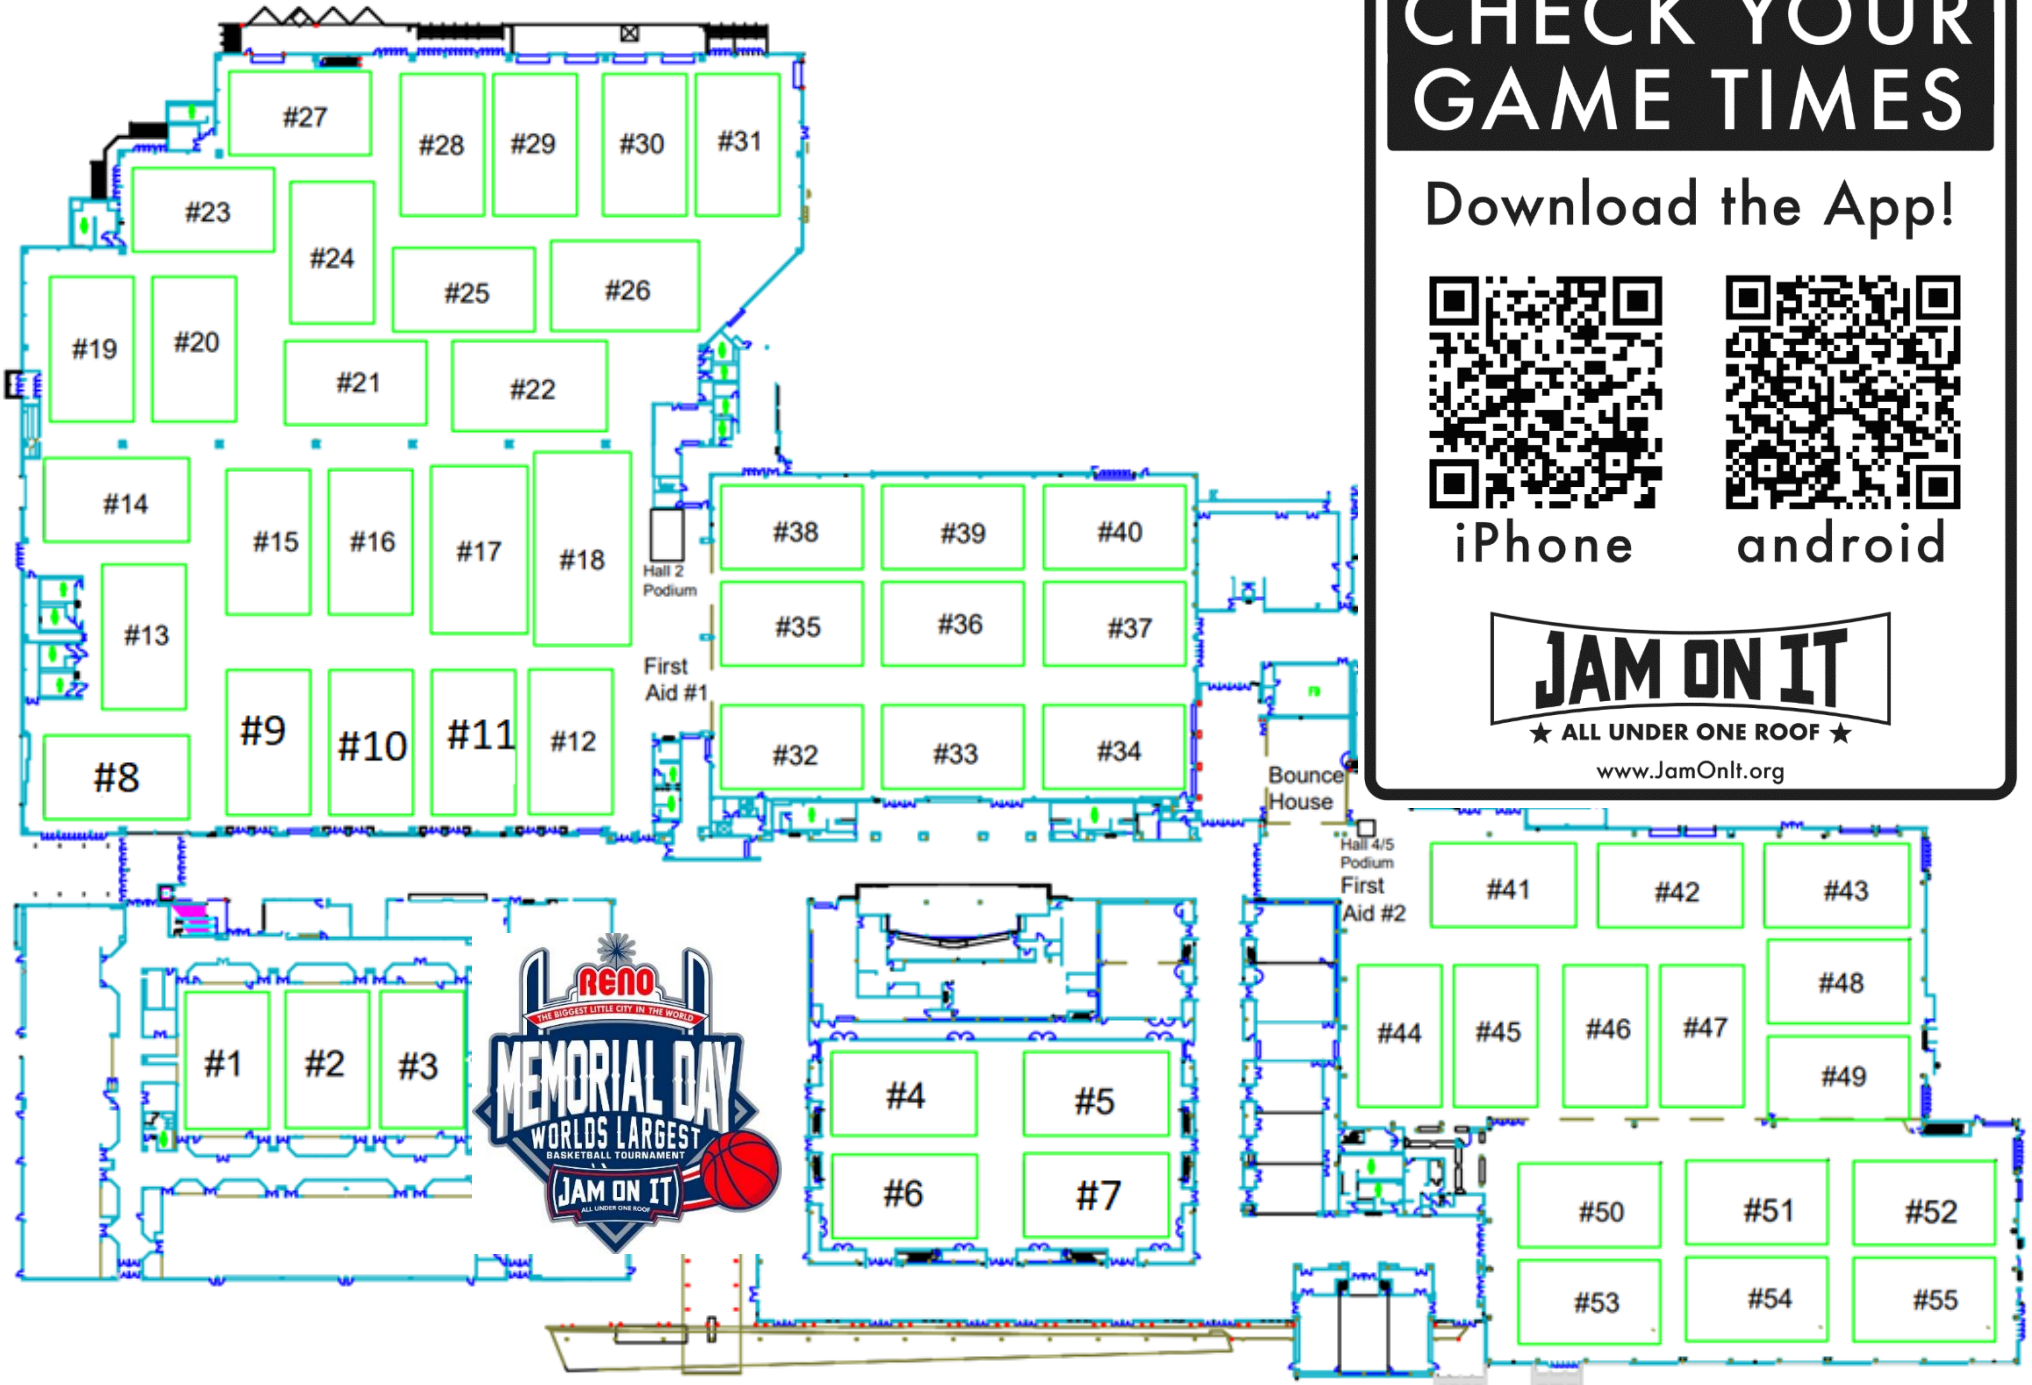 CHECK YOUR
GAME TIMES
Download the App!
iPhone
android
JAM ON IT
★ ALL UNDER ONE ROOF ★
www.JamOnIt.org
#27
#28
#29
#30
#31
#23
#24
#25
#26
#19
#20
#21
#22
#14
#15
#16
#17
#18
#13
#9
#10
#11
#12
#8
Hall 2
Podium
First
Aid #1
#38
#39
#40
#35
#36
#37
#32
#33
#34
Bounce
House
Hall 4/5
Podium
First
Aid #2
#41
#42
#43
#44
#45
#46
#47
#48
#49
#50
#51
#52
#53
#54
#55
#1
#2
#3
RENO
THE BIGGEST LITTLE CITY IN THE WORLD
MEMORIAL DAY
WORLDS LARGEST
BASKETBALL TOURNAMENT
JAM ON IT
ALL UNDER ONE ROOF
#4
#5
#6
#7